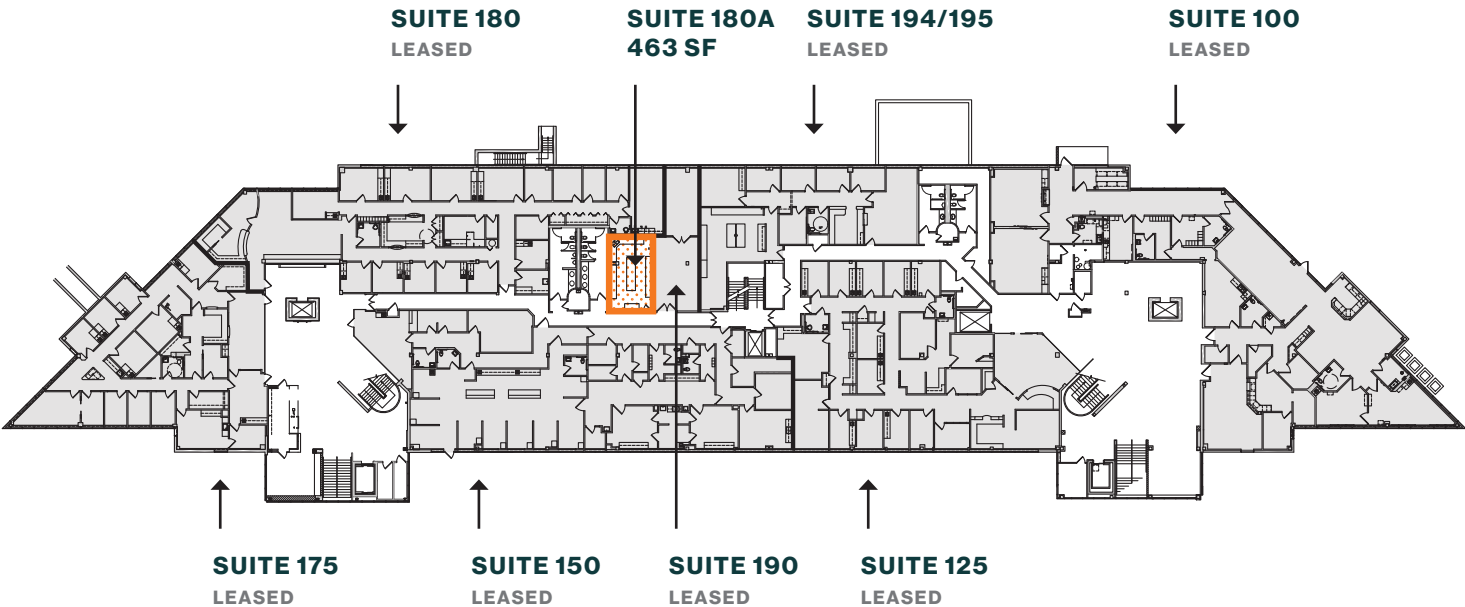 SUITE 180
LEASED
SUITE 180A
463 SF
SUITE 194/195
LEASED
SUITE 100
LEASED
SUITE 175
LEASED
SUITE 150
LEASED
SUITE 190
LEASED
SUITE 125
LEASED